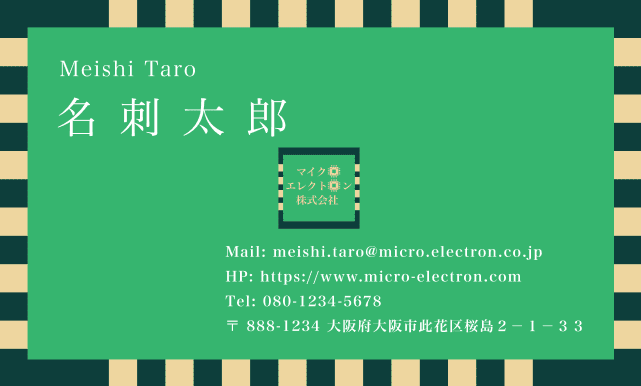 Meishi Taro
名刺太郎
マイクロ
エレクトロン
株式会社
Mail: meishi.taro@micro.electron.co.jp
HP: https://www.micro-electron.com
Tel: 080-1234-5678
〒 888-1234 大阪府大阪市此花区桜島２－１－３３